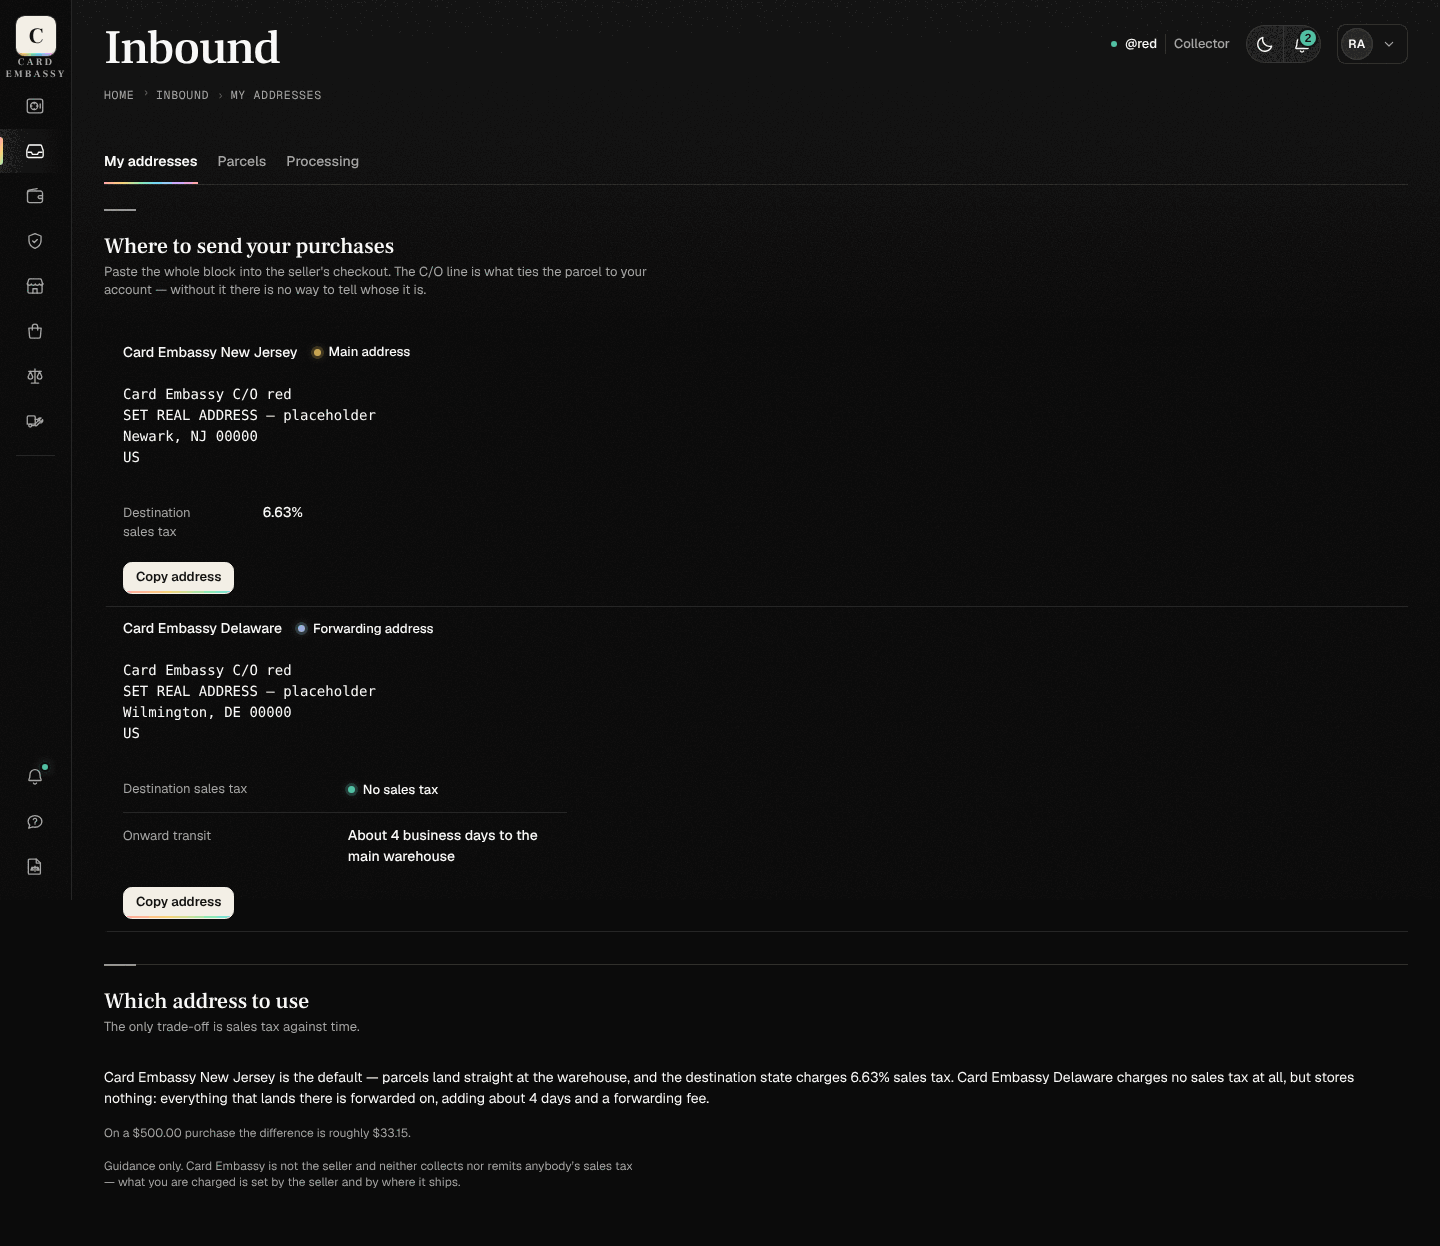 C
CARD
EMBASSY
Inbound
@red
Collector
2
RA
HOME › INBOUND › MY ADDRESSES
My addresses
Parcels
Processing
Where to send your purchases
Paste the whole block into the seller's checkout. The C/O line is what ties the parcel to your
account — without it there is no way to tell whose it is.
Card Embassy New Jersey
Main address
Card Embassy C/O red
SET REAL ADDRESS — placeholder
Newark, NJ 00000
US
Destination
sales tax
6.63%
Copy address
Card Embassy Delaware
Forwarding address
Card Embassy C/O red
SET REAL ADDRESS — placeholder
Wilmington, DE 00000
US
Destination sales tax
No sales tax
Onward transit
About 4 business days to the
main warehouse
Copy address
Which address to use
The only trade-off is sales tax against time.
Card Embassy New Jersey is the default — parcels land straight at the warehouse, and the destination state charges 6.63% sales tax. Card Embassy Delaware charges no sales tax at all, but stores
nothing: everything that lands there is forwarded on, adding about 4 days and a forwarding fee.
On a $500.00 purchase the difference is roughly $33.15.
Guidance only. Card Embassy is not the seller and neither collects nor remits anybody's sales tax
— what you are charged is set by the seller and by where it ships.